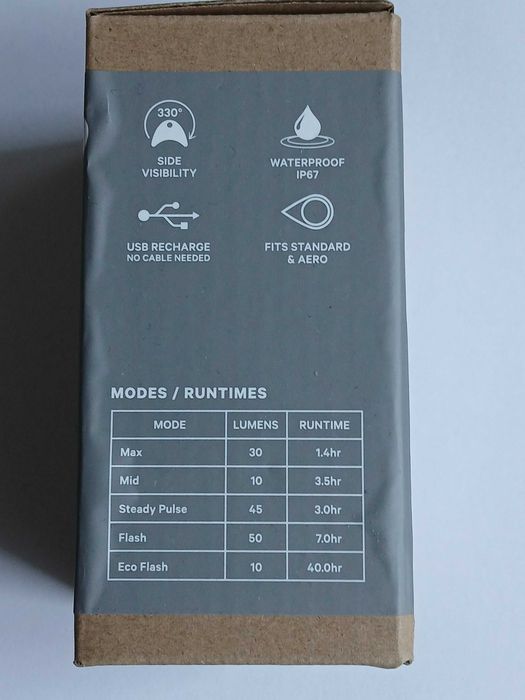 330°
SIDE
VISIBILITY
WATERPROOF
IP67
USB RECHARGE
NO CABLE NEEDED
FITS STANDARD
& AERO
MODES / RUNTIMES
MODE LUMENS RUNTIME
Max 30 1.4hr
Mid 10 3.5hr
Steady Pulse 45 3.0hr
Flash 50 7.0hr
Eco Flash 10 40.0hr